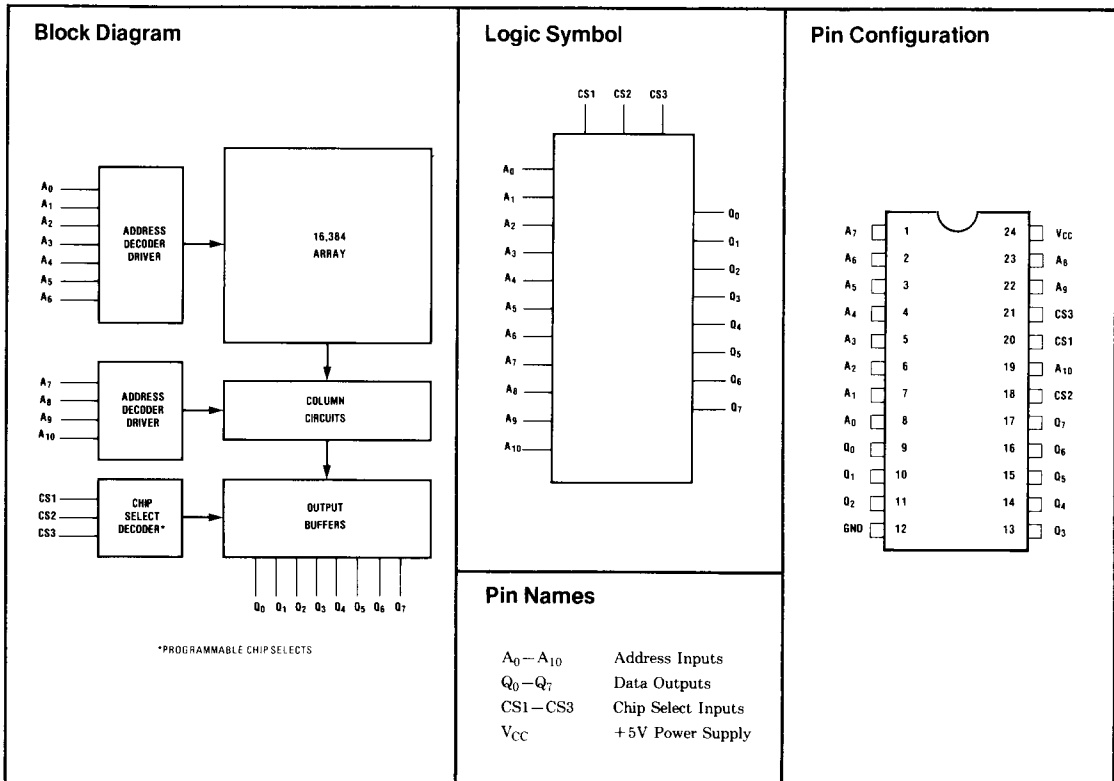 Block Diagram
A0
A1
A2
A3
A4
A5
A6
ADDRESS
DECODER
DRIVER
16,384
ARRAY
A7
A8
A9
A10
ADDRESS
DECODER
DRIVER
COLUMN
CIRCUITS
CS1
CS2
CS3
CHIP
SELECT
DECODER*
OUTPUT
BUFFERS
Q0 Q1 Q2 Q3 Q4 Q5 Q6 Q7
*PROGRAMMABLE CHIP SELECTS
Logic Symbol
CS1 CS2 CS3
A0
A1
A2
A3
A4
A5
A6
A7
A8
A9
A10
Q0
Q1
Q2
Q3
Q4
Q5
Q6
Q7
Pin Names
A0–A10 Address Inputs
Q0–Q7 Data Outputs
CS1–CS3 Chip Select Inputs
VCC +5V Power Supply
Pin Configuration
A7 1 24 VCC
A6 2 23 A8
A5 3 22 A9
A4 4 21 CS3
A3 5 20 CS1
A2 6 19 A10
A1 7 18 CS2
A0 8 17 Q7
Q0 9 16 Q6
Q1 10 15 Q5
Q2 11 14 Q4
GND 12 13 Q3